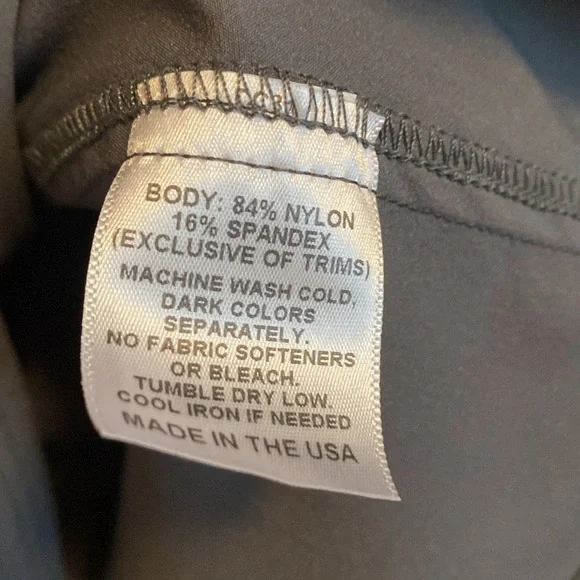 BODY: 84% NYLON
16% SPANDEX
(EXCLUSIVE OF TRIMS)
MACHINE WASH COLD,
DARK COLORS
SEPARATELY.
NO FABRIC SOFTENERS
OR BLEACH.
TUMBLE DRY LOW.
COOL IRON IF NEEDED
MADE IN THE USA